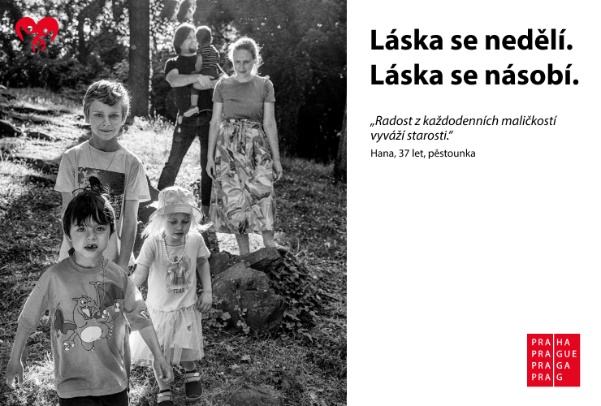 Láska se nedělí.
Láska se násobí.
„Radost z každodenních maličkostí
vyváží starosti.“
Hana, 37 let, pěstounka
PRA HA
PRA GUE
PRA GA
PRA G